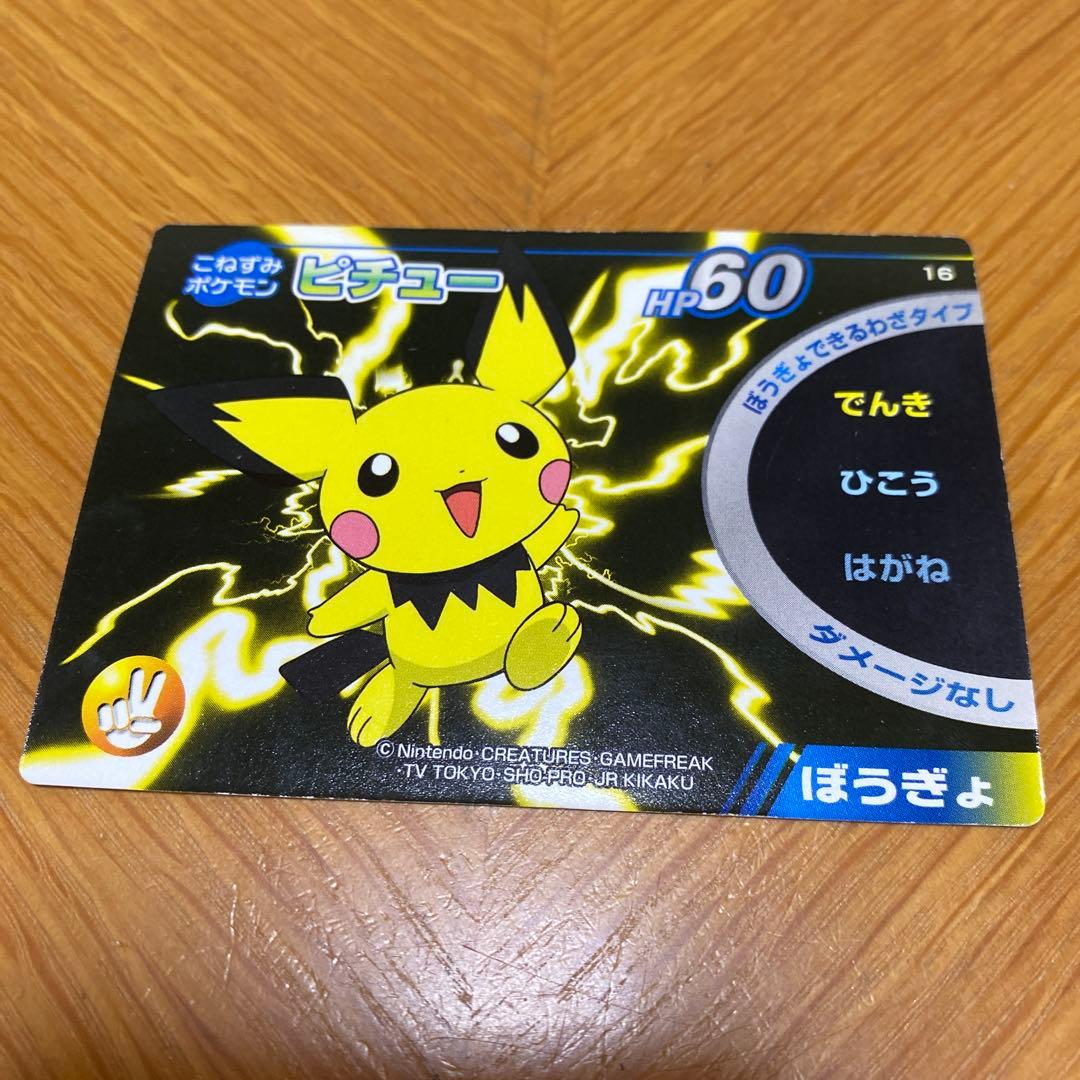 こねずみ
ポケモン
ピチュー
HP60
16
ぼうぎょできるわざタイプ
でんき
ひこう
はがね
ダメージなし
© Nintendo･CREATURES･GAMEFREAK
･TV TOKYO･SHO-PRO･JR KIKAKU
ぼうぎょ